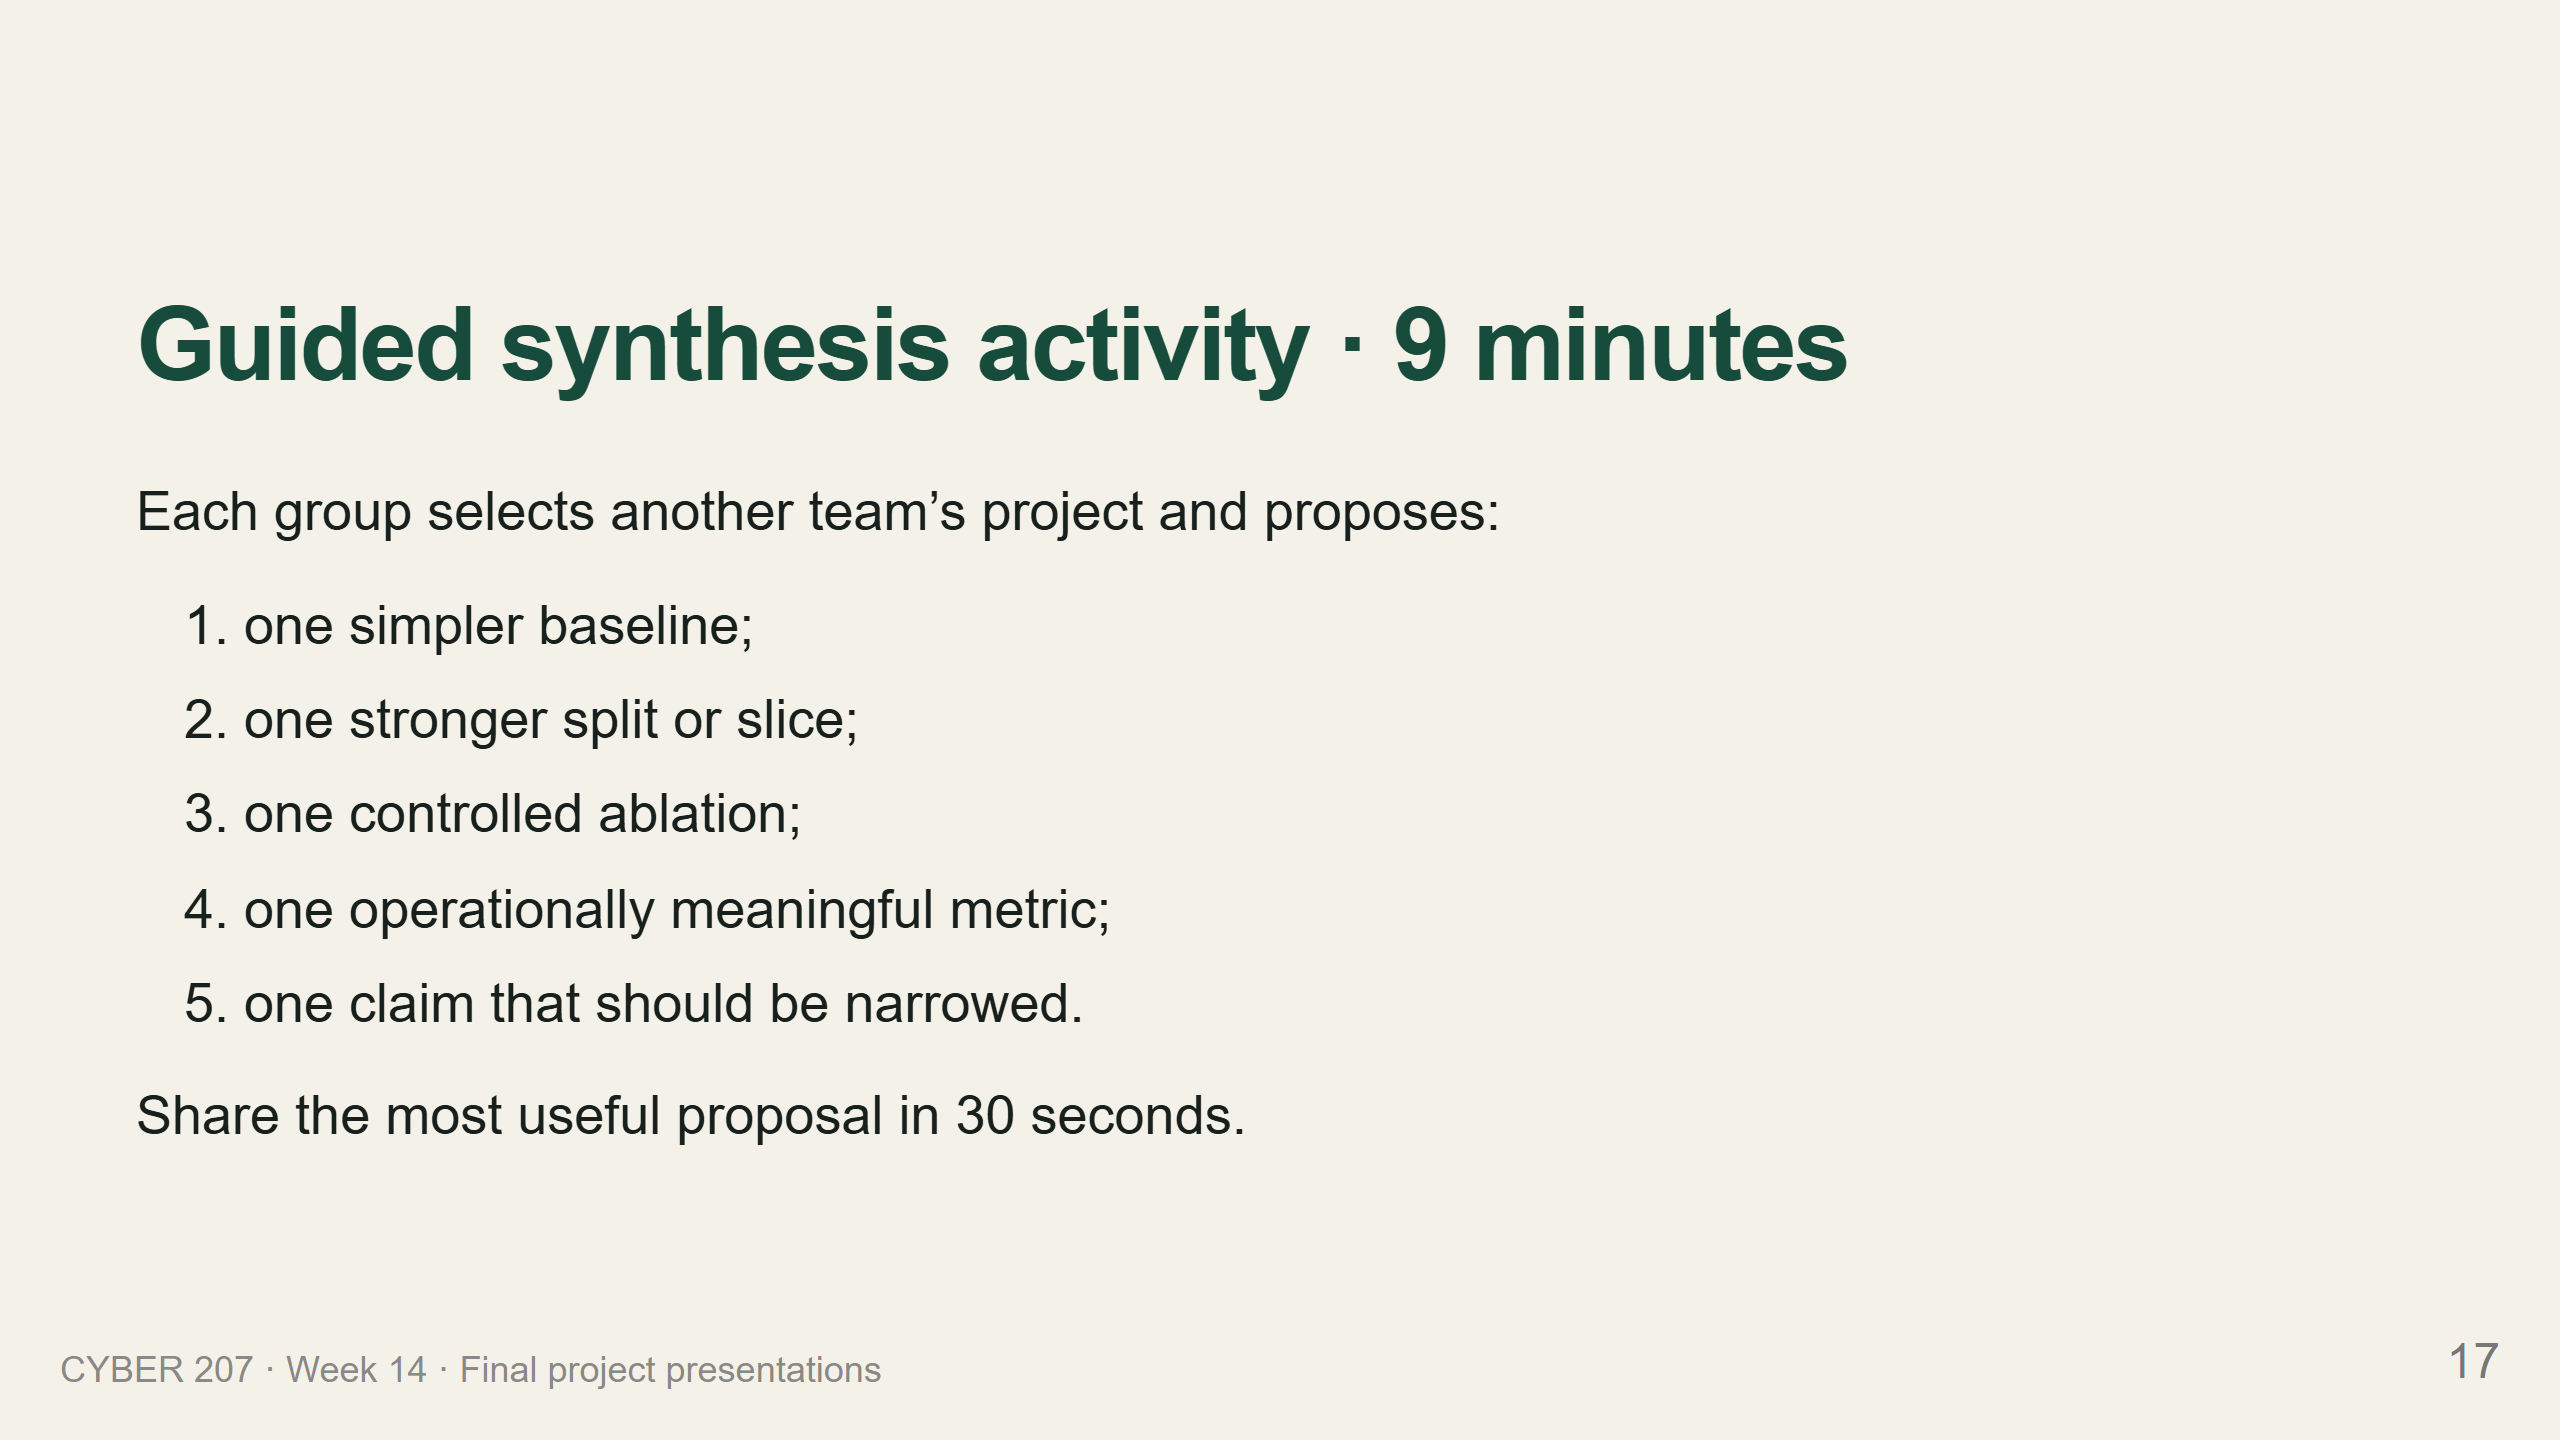 Guided synthesis activity · 9 minutes
Each group selects another team’s project and proposes:
1. one simpler baseline;
2. one stronger split or slice;
3. one controlled ablation;
4. one operationally meaningful metric;
5. one claim that should be narrowed.
Share the most useful proposal in 30 seconds.
CYBER 207 · Week 14 · Final project presentations
17